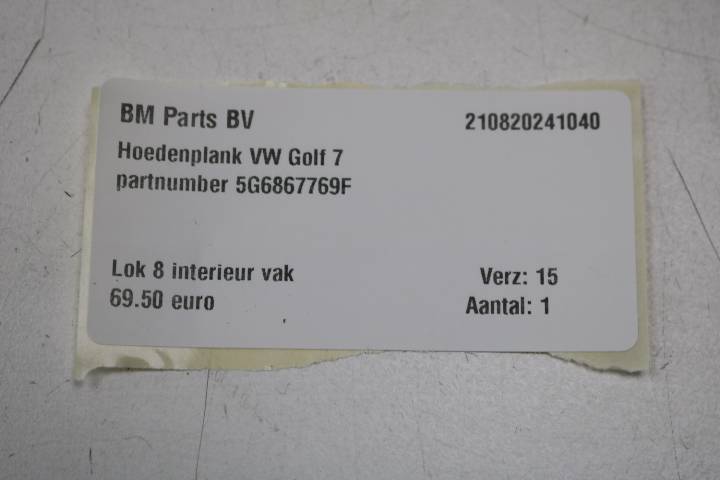 BM Parts BV
210820241040
Hoedenplank VW Golf 7
partnumber 5G6867769F
Lok 8 interieur vak
Verz: 15
69.50 euro
Aantal: 1